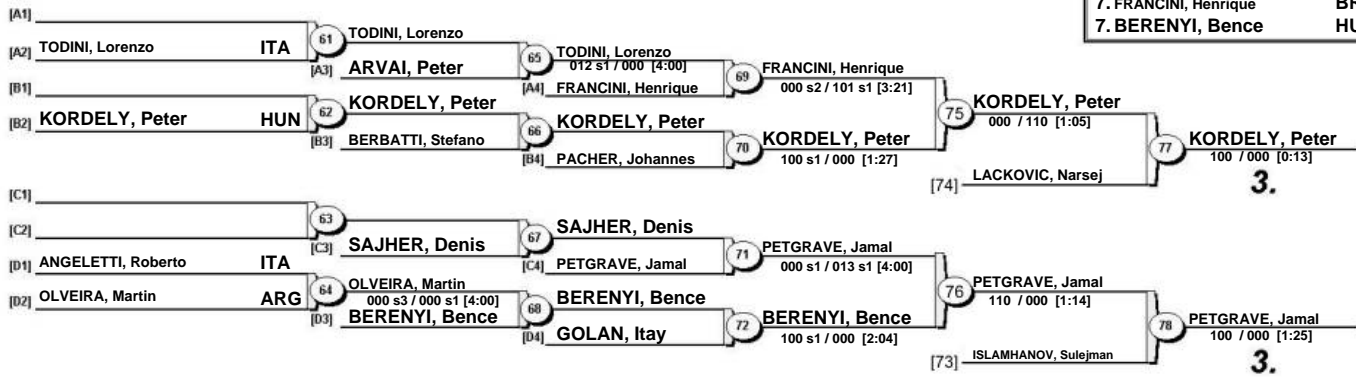 7. FRANCINI, Henrique
7. BERENYI, Bence
[A1]
[A2] TODINI, Lorenzo ITA
61
TODINI, Lorenzo
[A3] ARVAI, Peter
65
TODINI, Lorenzo
012 s1 / 000 [4:00]
[A4] FRANCINI, Henrique
69
FRANCINI, Henrique
000 s2 / 101 s1 [3:21]
[B1]
[B2] KORDELY, Peter HUN
62
KORDELY, Peter
[B3] BERBATTI, Stefano
66
KORDELY, Peter
[B4] PACHER, Johannes
70
KORDELY, Peter
100 s1 / 000 [1:27]
75
KORDELY, Peter
000 / 110 [1:05]
[74] LACKOVIC, Narsej
77
KORDELY, Peter
100 / 000 [0:13]
3.
[C1]
[C2]
63
[C3] SAJHER, Denis
67
SAJHER, Denis
[C4] PETGRAVE, Jamal
71
PETGRAVE, Jamal
000 s1 / 013 s1 [4:00]
[D1] ANGELETTI, Roberto ITA
[D2] OLVEIRA, Martin ARG
64
OLVEIRA, Martin
000 s3 / 000 s1 [4:00]
[D3] BERENYI, Bence
68
BERENYI, Bence
[D4] GOLAN, Itay
72
BERENYI, Bence
100 s1 / 000 [2:04]
76
PETGRAVE, Jamal
110 / 000 [1:14]
[73] ISLAMHANOV, Sulejman
78
PETGRAVE, Jamal
100 / 000 [1:25]
3.